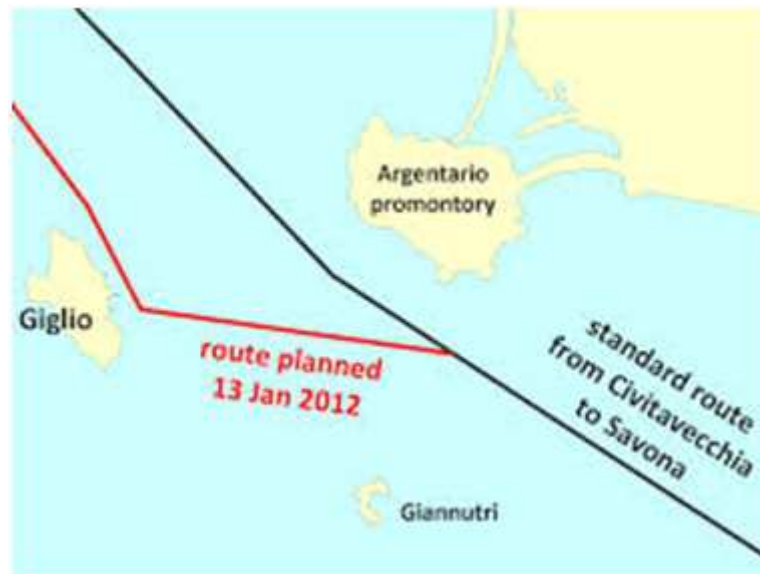 Argentario
promontory
Giglio
route planned
13 Jan 2012
standard route
from Civitavecchia
to Savona
Giannutri